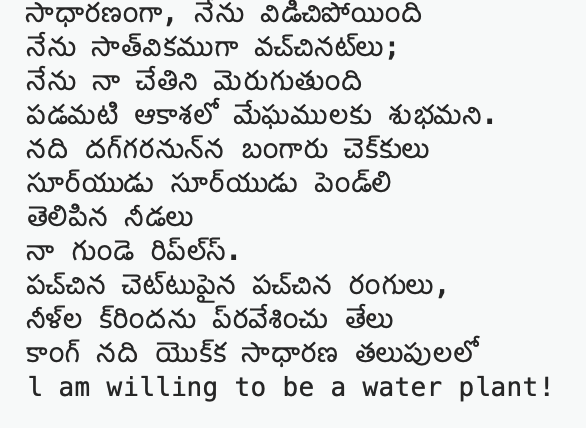 సాధారణంగా, నేను విడిచిపోయింది
నేను సాత్‌వికముగా వచ్‌చినట్‌లు;
నేను నా చేతిని మెరుగుతుంది
పడమటి ఆకాశలో మేఘములకు శుభమని.
నది దగ్‌గరనున్‌న బంగారు చెక్‌కులు
సూర్‌యుడు సూర్‌యుడు పెండ్‌లి
తెలిపిన నీడలు
నా గుండె రిప్‌ల్‌స్.
పచ్‌చిన చెట్‌టుపైన పచ్‌చిన రంగులు,
నీళ్‌ల క్‌రిందను ప్‌రవేశించు తేలు
కాంగ్ నది యొక్‌క సాధారణ తలుపులలో
l am willing to be a water plant!